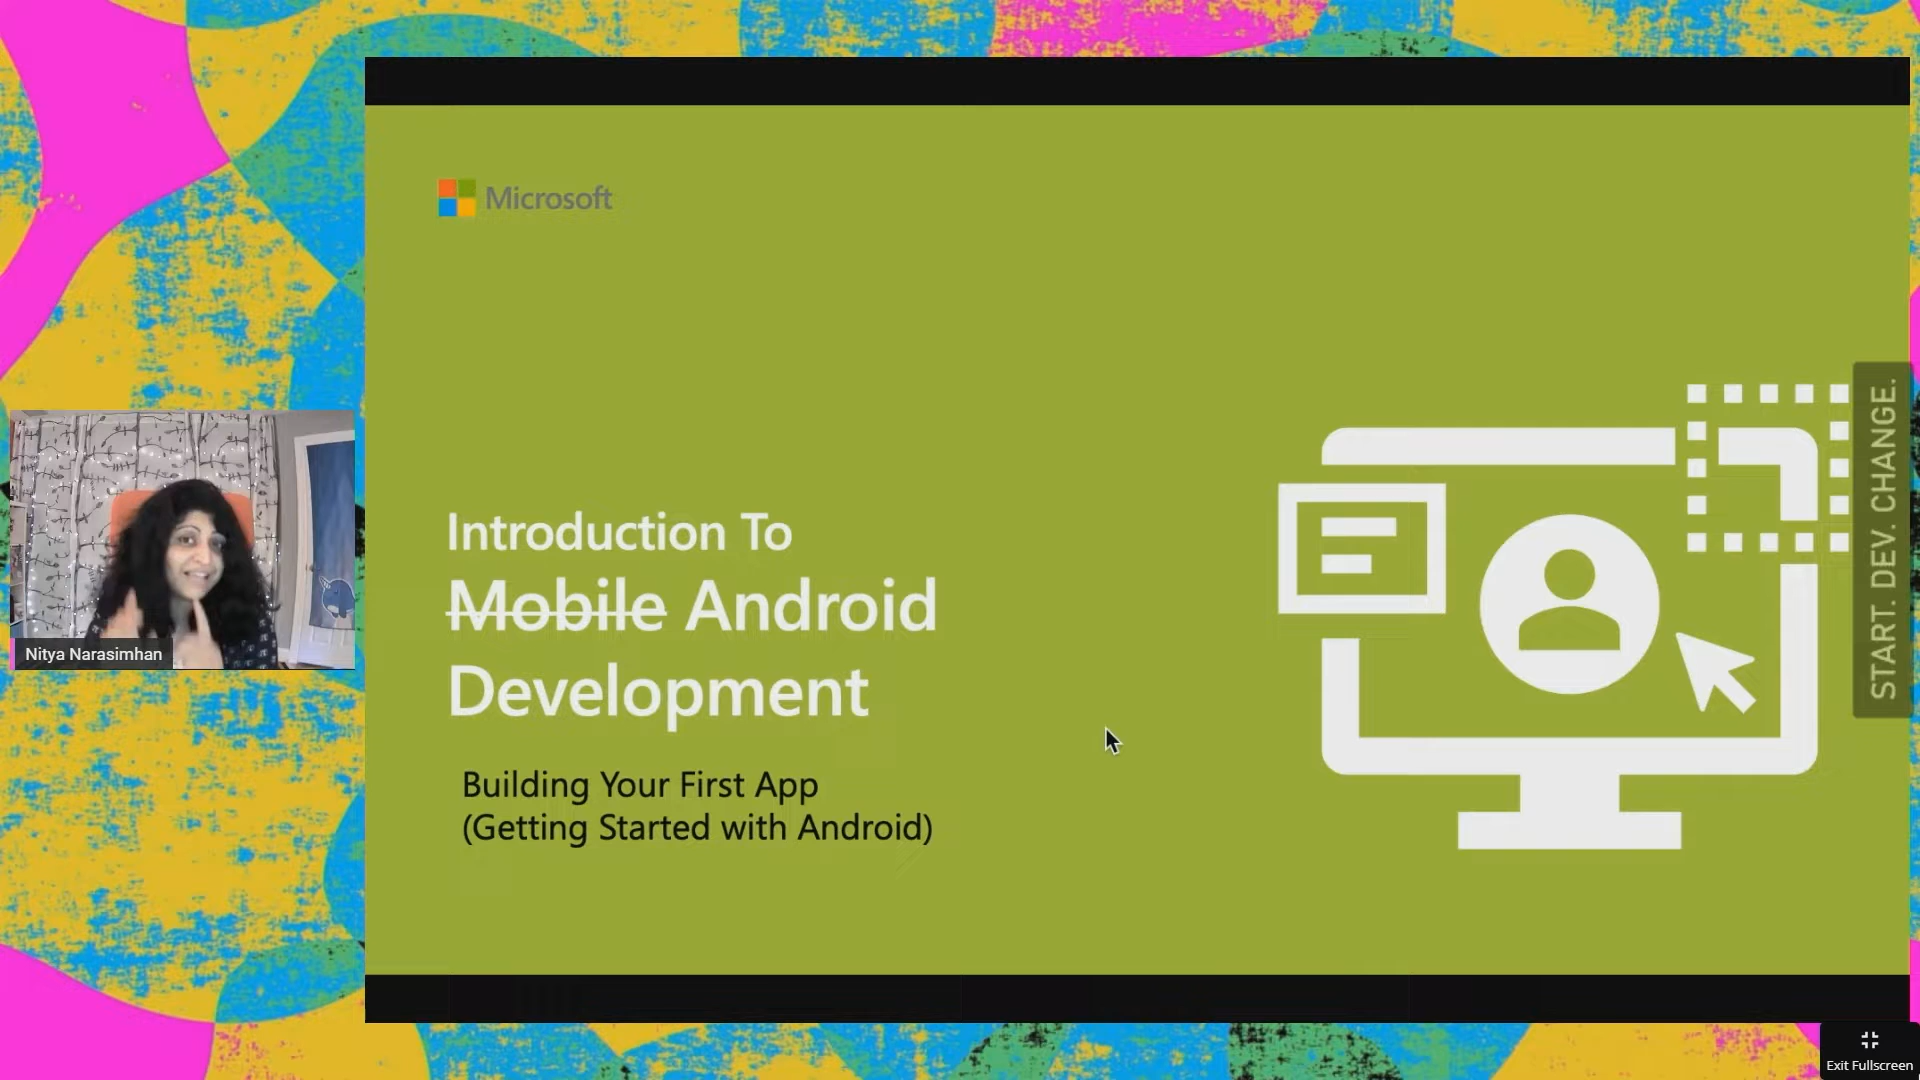 Microsoft
Introduction To
Mobile Android
Development
Building Your First App
(Getting Started with Android)
START. DEV. CHANGE.
Nitya Narasimhan
Exit Fullscreen